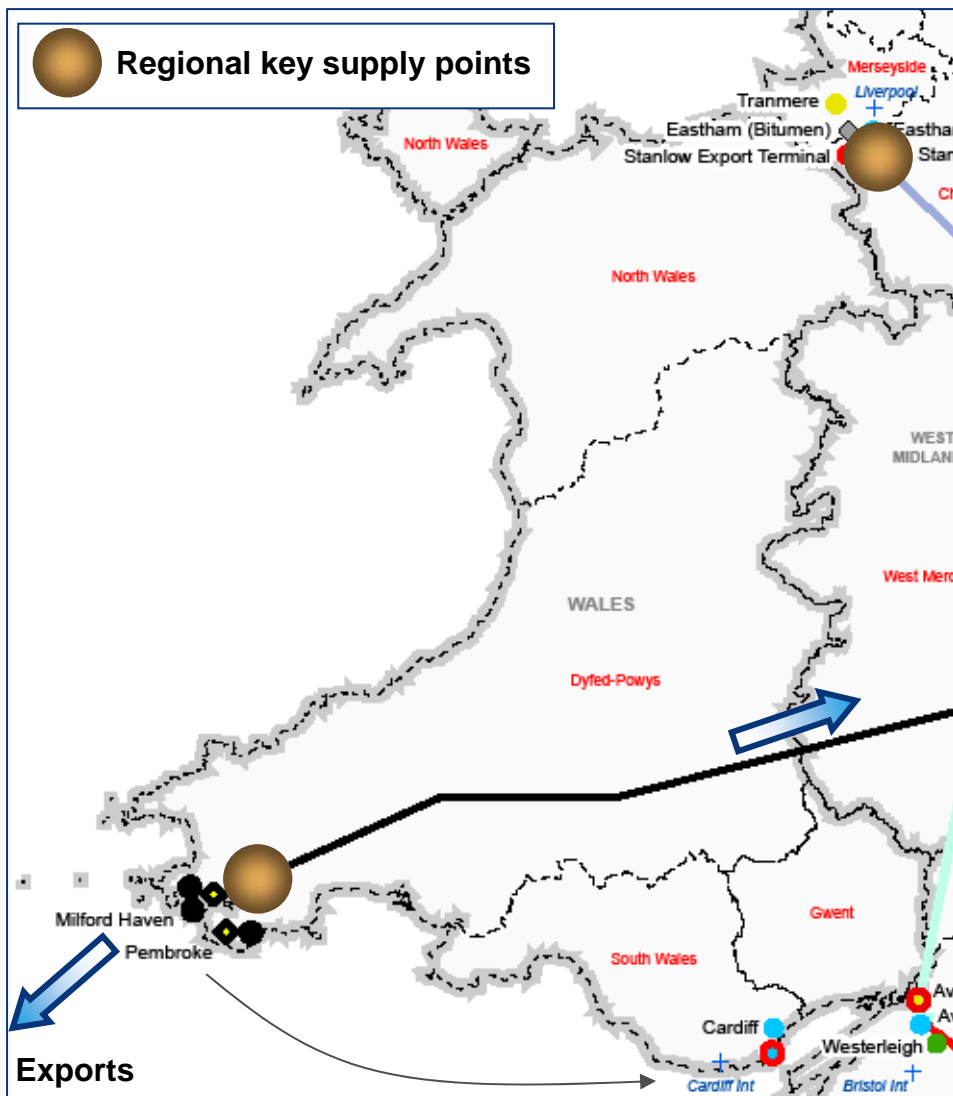 Regional key supply points
Merseyside
Liverpool
Tranmere
Eastham (Bitumen)
Stanlow Export Terminal
North Wales
North Wales
WEST
WALES
West
Dyfed-Powys
Milford Haven
Pembroke
Gwent
South Wales
Cardiff
Westerleigh
Exports
Cardiff Int
Bristol Int